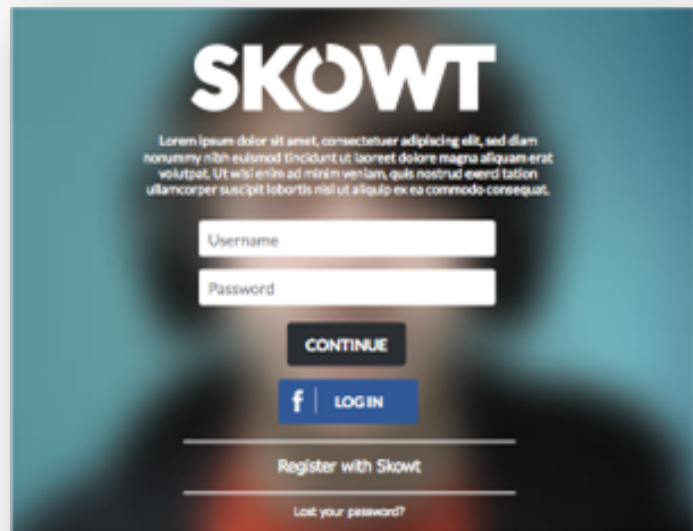 SKOWT
Lorem ipsum dolor sit amet, consectetuer adipiscing elit, sed diam
nonummy nibh euismod tincidunt ut laoreet dolore magna aliquam erat
volutpat. Ut wisi enim ad minim veniam, quis nostrud exerci tation
ullamcorper suscipit lobortis nisl ut aliquip ex ea commodo consequat.
Username
Password
CONTINUE
f LOG IN
Register with Skowt
Lost your password?